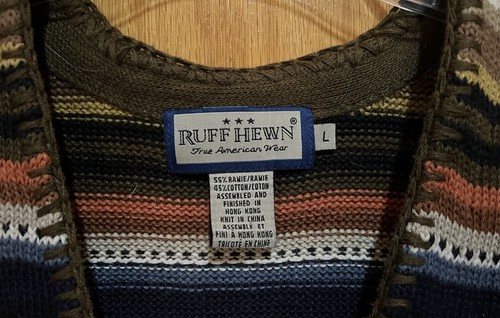 ★★★
RUFF HEWN®
True American Wear
L
55% RAMIE/RAMIE
45% COTTON/COTON
ASSEMBLED AND
FINISHED IN
HONG KONG
KNIT IN CHINA
ASSEMBLE ET
FINI À HONG KONG
TRICOTÉ EN CHINE